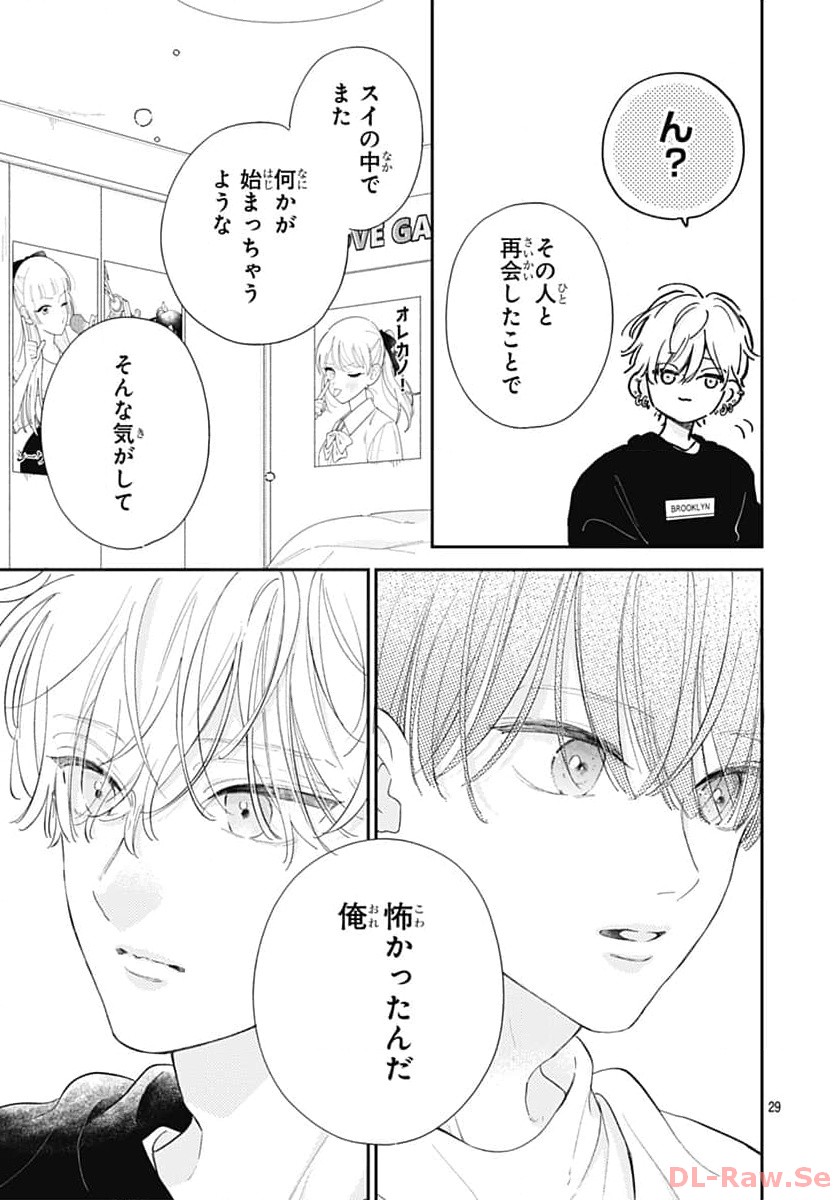 ん?
その人と
再会したことで
BROOKLYN
スイの中で
また
何かが
始まっちゃう
ような
OVE GA
オレカノ!
そんな気がして
怖かったんだ
俺
29
DL-Raw.Se